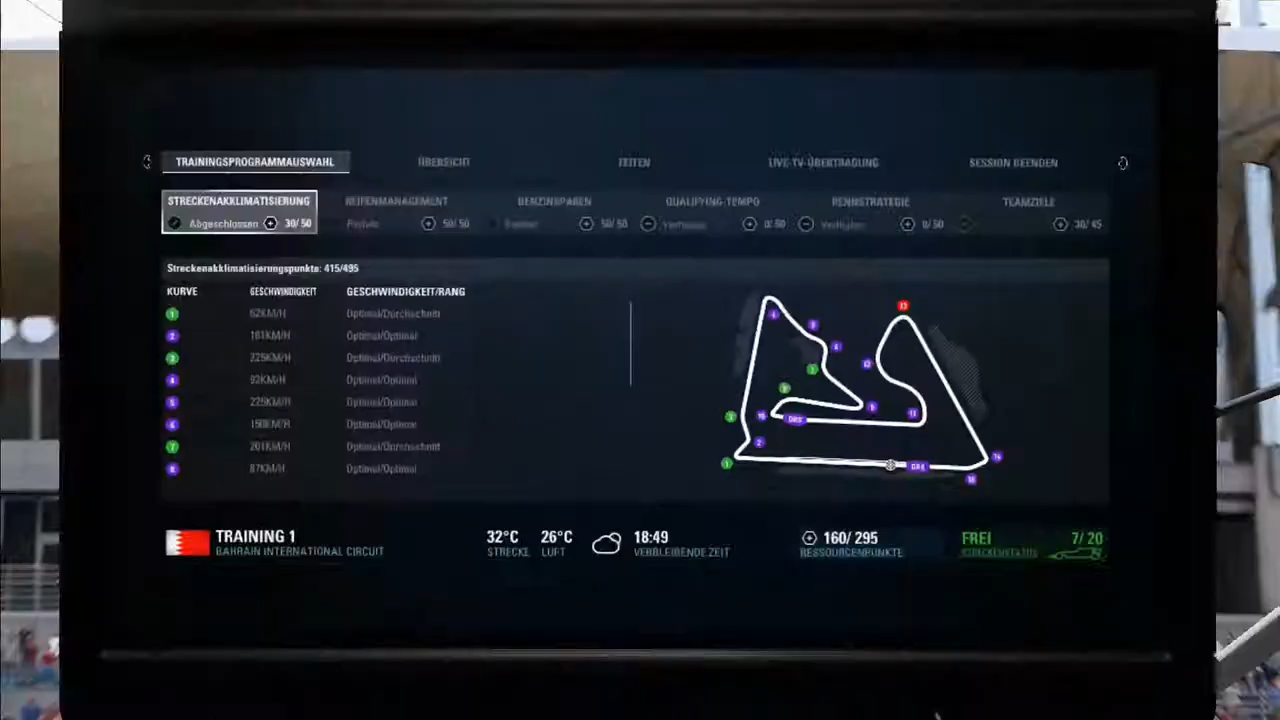 TRAININGSPROGRAMMAUSWAHL
ÜBERSICHT
ZEITEN
LIVE-TV-ÜBERTRAGUNG
SESSION BEENDEN
STRECKENAKKLIMATISIERUNG
Abgeschlossen 30/50
REIFENMANAGEMENT
50/50
BENZINSPAREN
50/50
QUALIFYING-TEMPO
0/50
RENNSTRATEGIE
0/50
TEAMZIELE
30/45
Streckenakklimatisierungspunkte: 415/495
KURVE GESCHWINDIGKEIT GESCHWINDIGKEIT/RANG
1 62KM/H Optimal/Durchschnitt
2 161KM/H Optimal/Optimal
3 225KM/H Optimal/Durchschnitt
4 92KM/H Optimal/Optimal
5 225KM/H Optimal/Optimal
6 Optimal/Optimal
7 201KM/H Optimal/Durchschnitt
8 87KM/H Optimal/Optimal
DRS
DRS
TRAINING 1
BAHRAIN INTERNATIONAL CIRCUIT
32°C
STRECKE
26°C
LUFT
18:49
VERBLEIBENDE ZEIT
160/295
RESSOURCENPUNKTE
FREI
STRECKENSTATUS
7/20